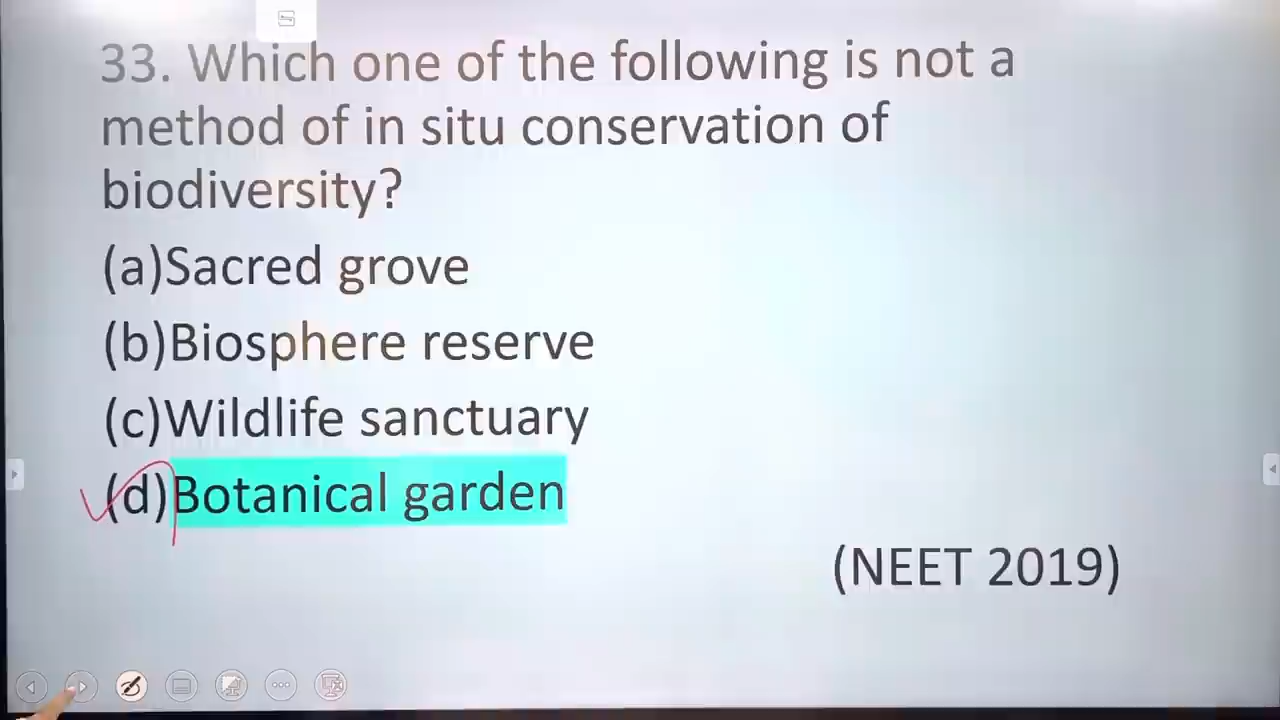 33. Which one of the following is not a
method of in situ conservation of
biodiversity?
(a)Sacred grove
(b)Biosphere reserve
(c)Wildlife sanctuary
(d)Botanical garden
(NEET 2019)